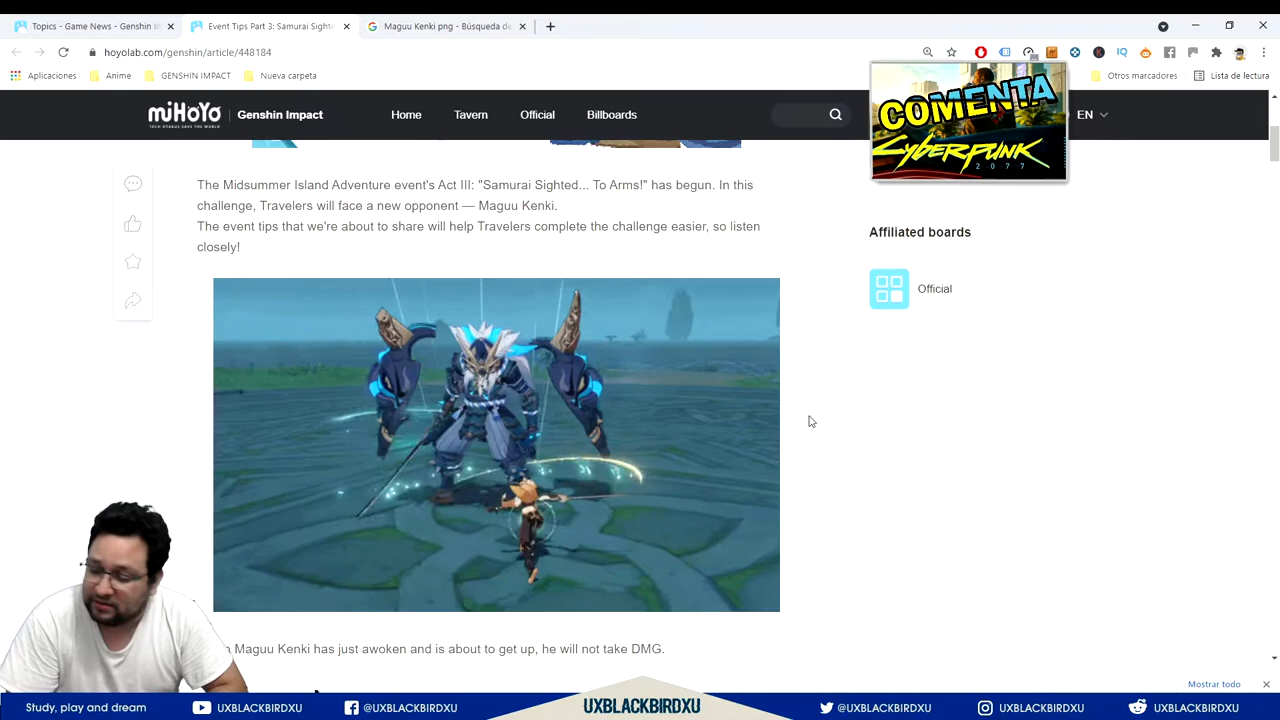 Topics - Game News - Genshin In
Event Tips Part 3: Samurai Sighte
Maguu Kenki png - Búsqueda de
hoyolab.com/genshin/article/448184
Aplicaciones
Anime
GENSHIN IMPACT
Nueva carpeta
Otros marcadores
Lista de lectura
miHoYo
TECH OTAKUS SAVE THE WORLD
Genshin Impact
Home
Tavern
Official
Billboards
EN
COMENTA
Cyberpunk
2077
The Midsummer Island Adventure event's Act III: "Samurai Sighted... To Arms!" has begun. In this
challenge, Travelers will face a new opponent — Maguu Kenki.
The event tips that we're about to share will help Travelers complete the challenge easier, so listen
closely!
Affiliated boards
Official
Maguu Kenki has just awoken and is about to get up, he will not take DMG.
Mostrar todo
Study, play and dream
UXBLACKBIRDXU
@UXBLACKBIRDXU
UXBLACKBIRDXU
@UXBLACKBIRDXU
UXBLACKBIRDXU
UXBLACKBIRDXU